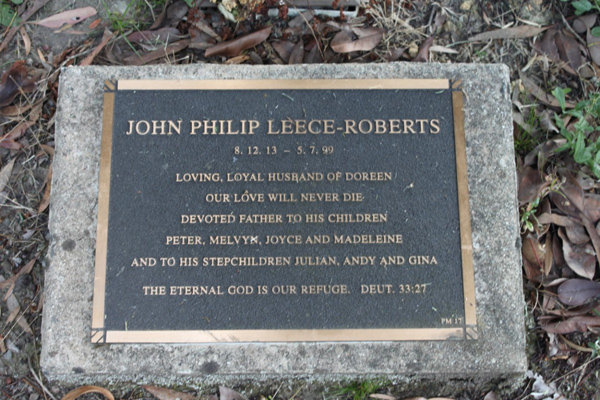 JOHN PHILIP LEECE-ROBERTS
8. 12. 13 - 5. 7. 99
LOVING, LOYAL HUSBAND OF DOREEN
OUR LOVE WILL NEVER DIE
DEVOTED FATHER TO HIS CHILDREN
PETER, MELVYN, JOYCE AND MADELEINE
AND TO HIS STEPCHILDREN JULIAN, ANDY AND GINA
THE ETERNAL GOD IS OUR REFUGE. DEUT. 33:27
PM 17